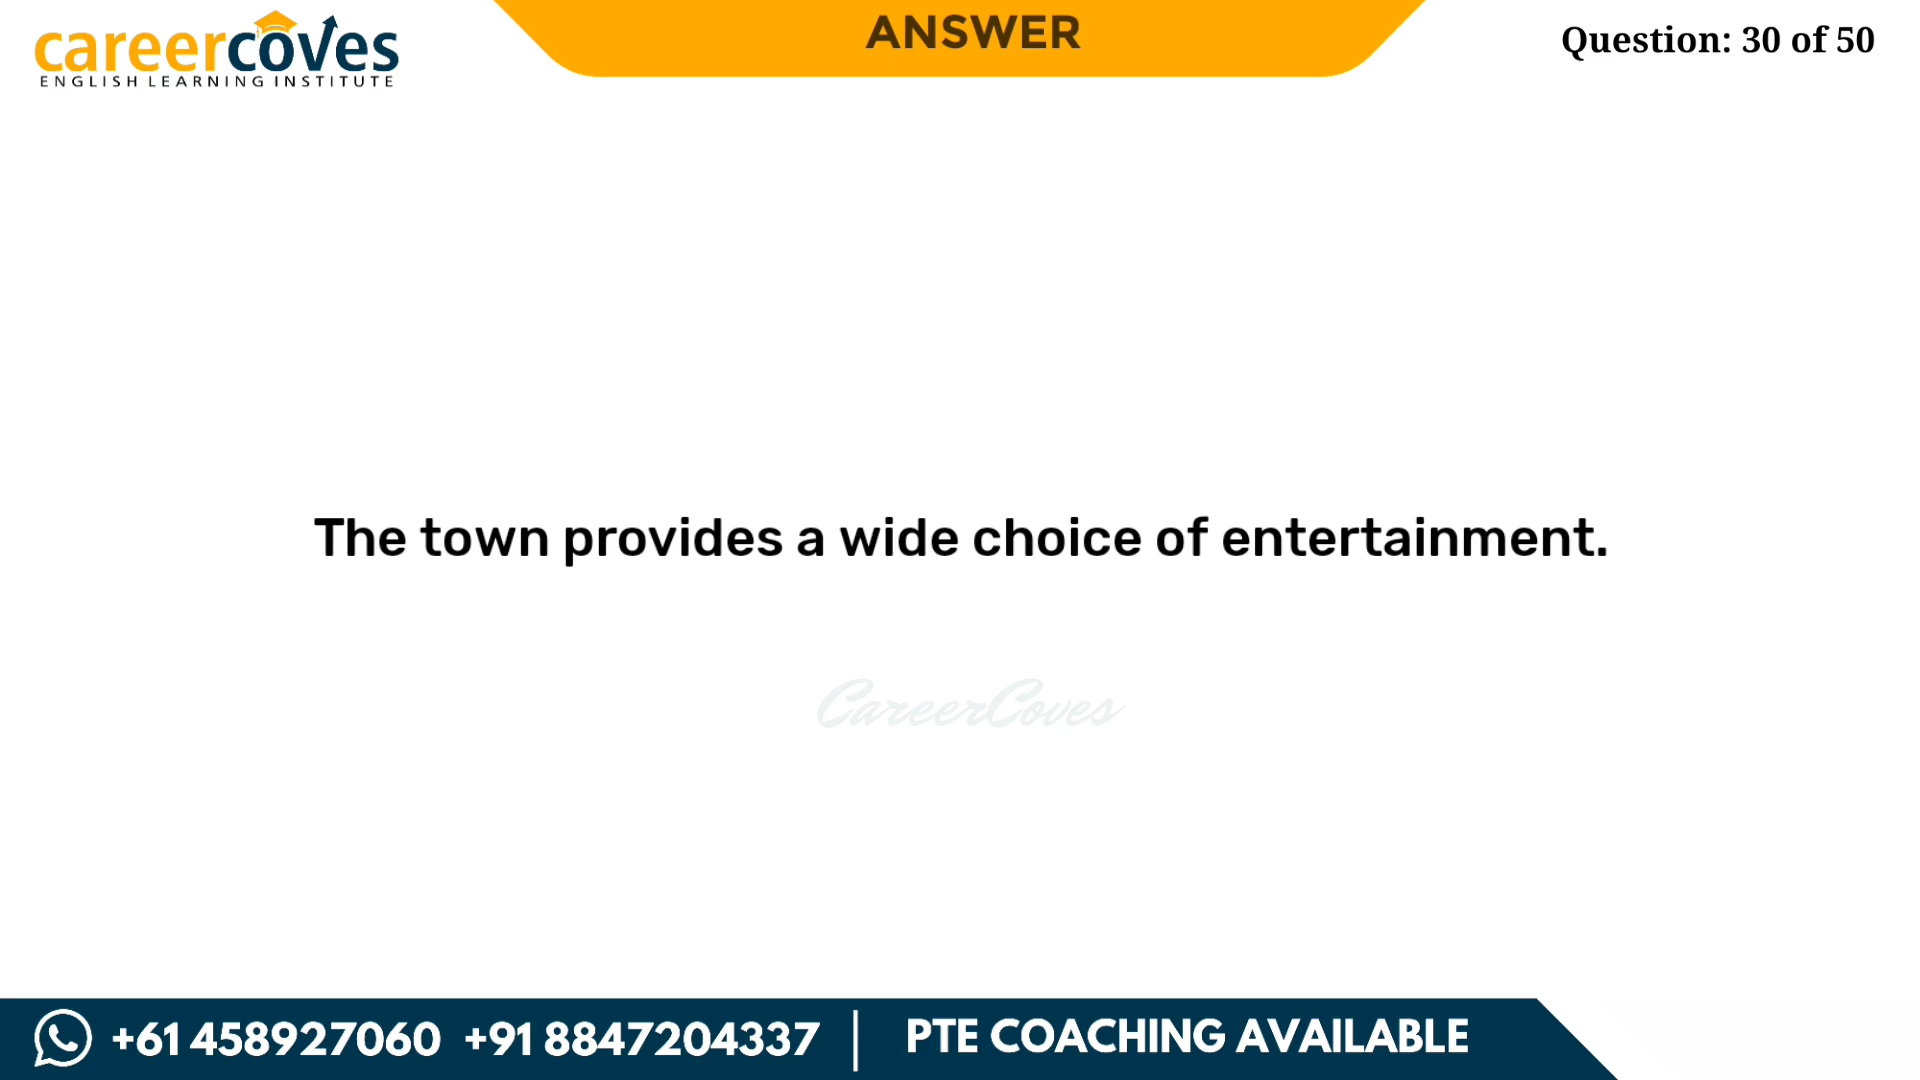 careercoves
ENGLISH LEARNING INSTITUTE
ANSWER
Question: 30 of 50
The town provides a wide choice of entertainment.
CareerCoves
+61 458927060 +91 8847204337 | PTE COACHING AVAILABLE